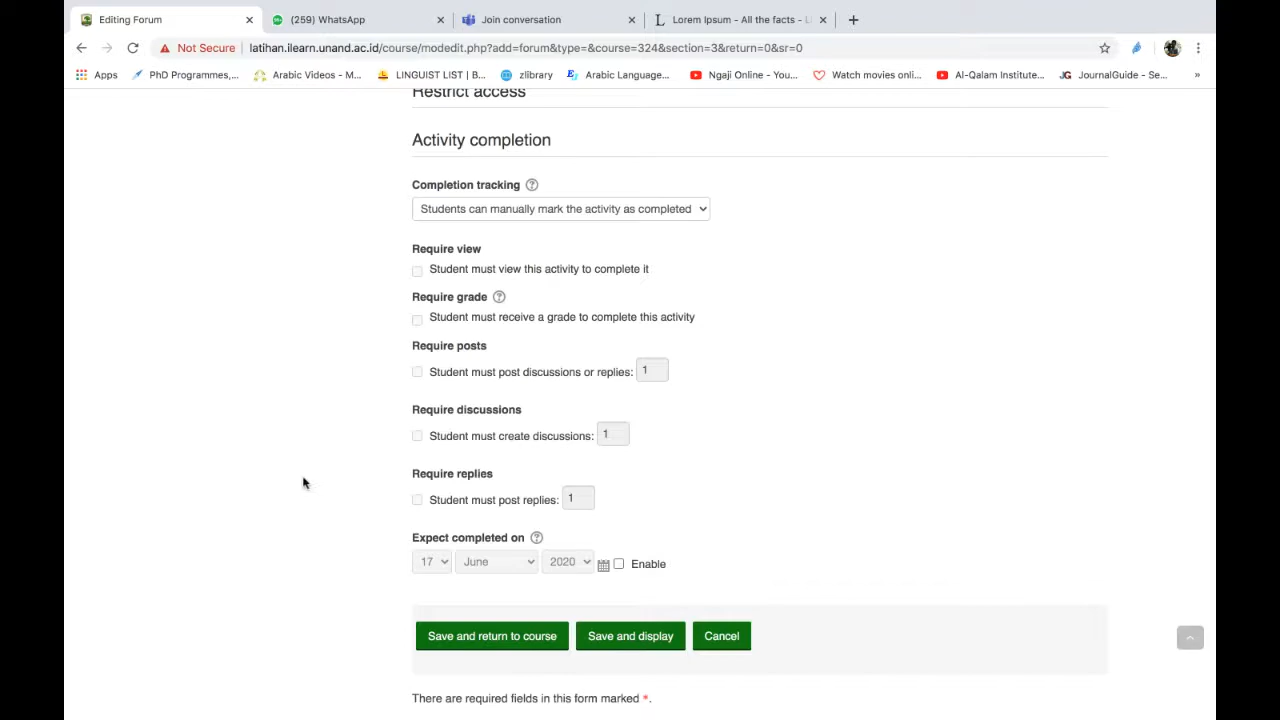 Editing Forum
(259) WhatsApp
Join conversation
Lorem Ipsum - All the facts - Li
Not Secure
latihan.ilearn.unand.ac.id/course/modedit.php?add=forum&type=&course=324&section=3&return=0&sr=0
Apps
PhD Programmes,...
Arabic Videos - M...
LINGUIST LIST | B...
zlibrary
Arabic Language...
Ngaji Online - You...
Watch movies onli...
Al-Qalam Institute...
JournalGuide - Se...
»
Restrict access
Activity completion
Completion tracking
Students can manually mark the activity as completed
Require view
Student must view this activity to complete it
Require grade
Student must receive a grade to complete this activity
Require posts
Student must post discussions or replies: 1
Require discussions
Student must create discussions: 1
Require replies
Student must post replies: 1
Expect completed on
17 June 2020 Enable
Save and return to course Save and display Cancel
There are required fields in this form marked *.